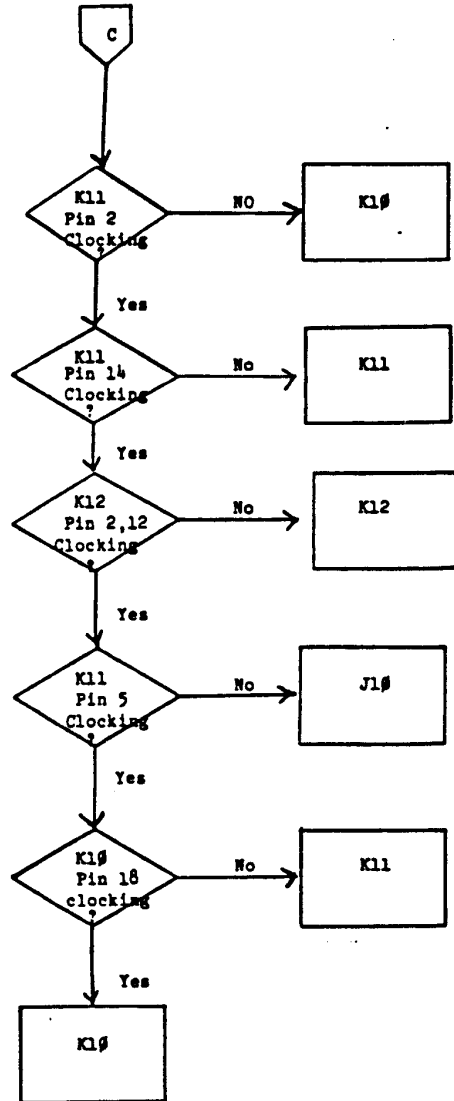 C
K11
Pin 2
Clocking
?
NO
K1Ø
Yes
K11
Pin 14
Clocking
?
No
K11
Yes
K12
Pin 2,12
Clocking
?
No
K12
Yes
K11
Pin 5
Clocking
?
No
J1Ø
Yes
K1Ø
Pin 18
clocking
?
No
K11
Yes
K1Ø